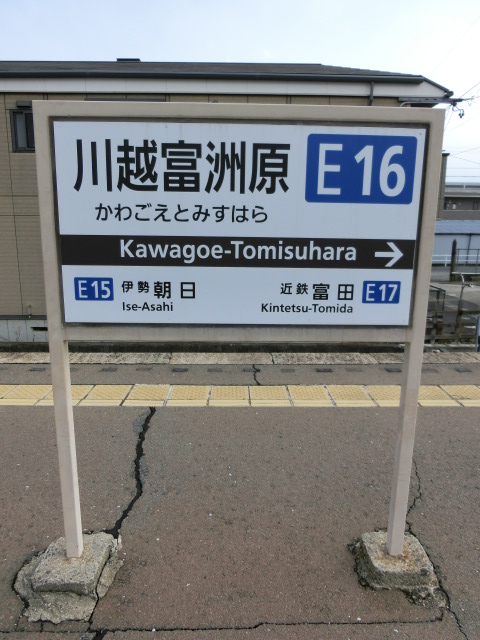 川越富洲原 E16
かわごえとみすはら
Kawagoe-Tomisuhara →
E15 伊勢朝日 近鉄富田 E17
Ise-Asahi Kintetsu-Tomida